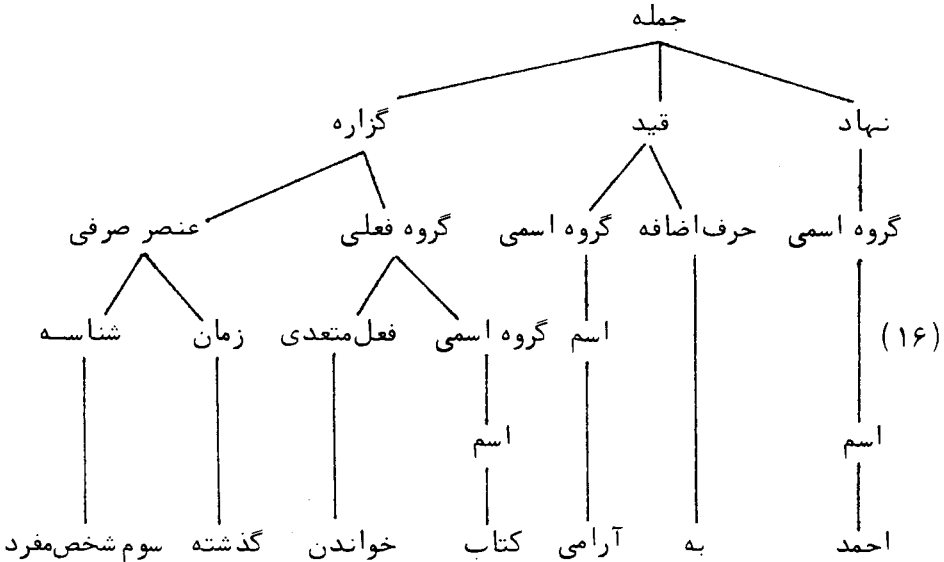 جمله
نهاد قید گزاره
گروه اسمی حرف‌اضافه گروه اسمی گروه فعلی عنصر صرفی
(۱۶) اسم گروه اسمی فعل‌متعدی زمان شناسه
اسم اسم
احمد به آرامی کتاب خواندن گذشته سوم شخص‌مفرد